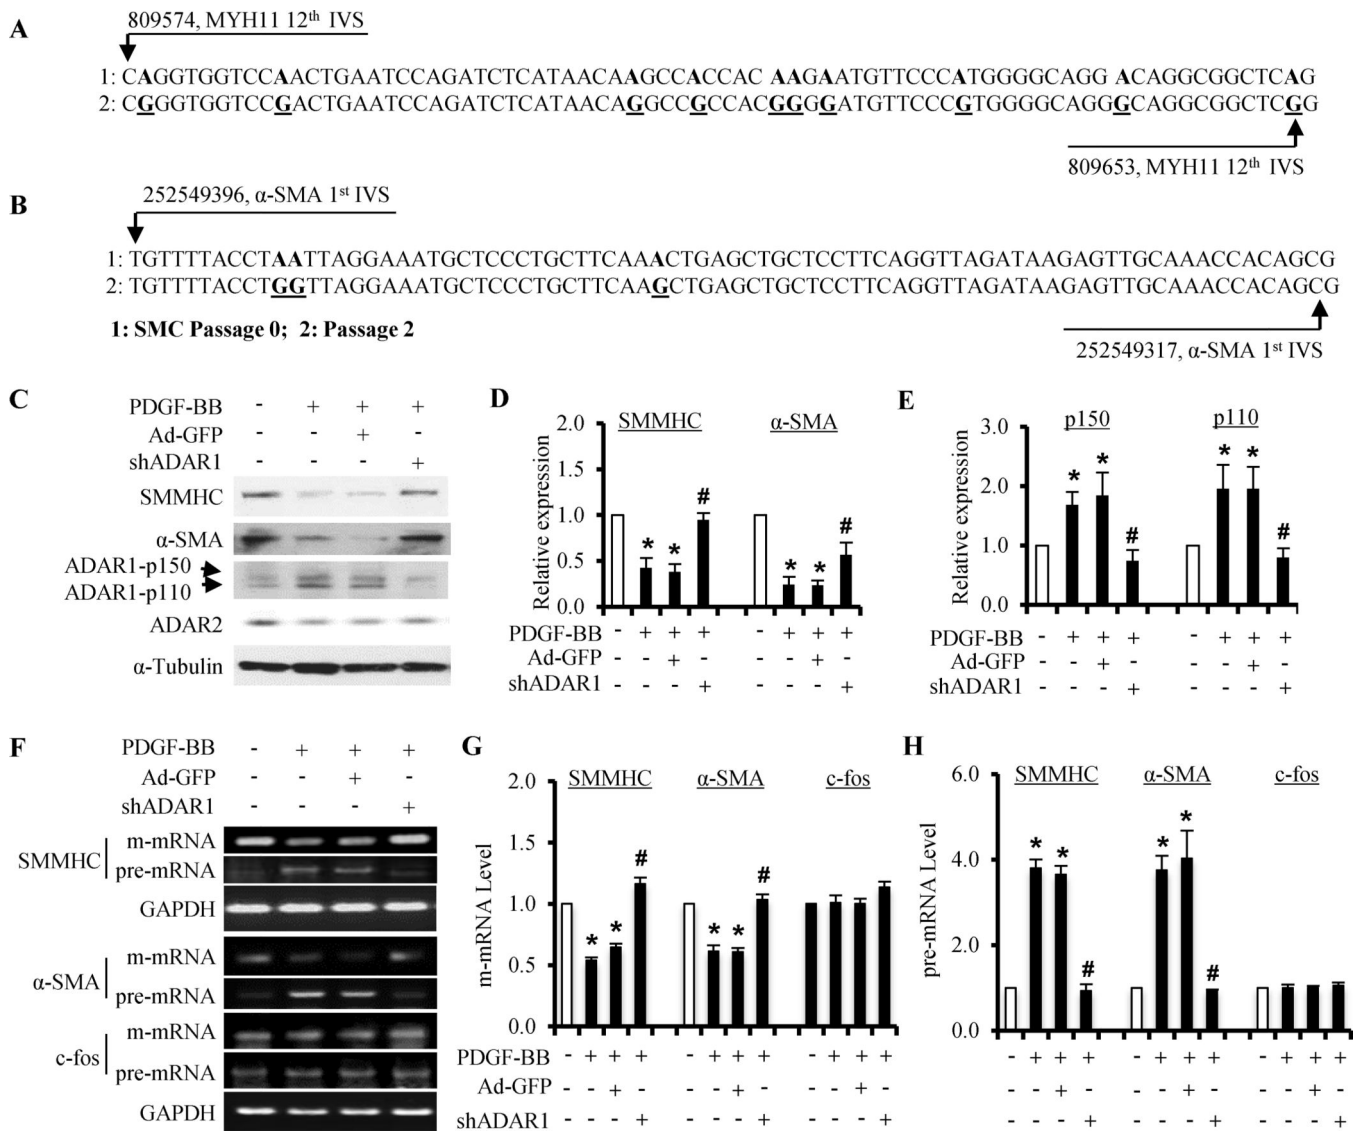 A
809574, MYH11 12th IVS
1: CAGGTGGTCCAACTGAATCCAGATCTCATAACAAGCCACCAC AAGAATGTTCCCATGGGGCAGG ACAGGCGGCTCAG
2: CGGGTGGTCCGACTGAATCCAGATCTCATAACAGGCCGCCACGGGGATGTTCCCGTGGGGCAGGGCAGGCGGCTCGG
809653, MYH11 12th IVS
B
252549396, α-SMA 1st IVS
1: TGTTTTACCTAATTAGGAAATGCTCCCTGCTTCAAACTGAGCTGCTCCTTCAGGTTAGATAAGAGTTGCAAACCACAGCG
2: TGTTTTACCTGGTTAGGAAATGCTCCCTGCTTCAAGCTGAGCTGCTCCTTCAGGTTAGATAAGAGTTGCAAACCACAGCG
1: SMC Passage 0; 2: Passage 2
252549317, α-SMA 1st IVS
C
PDGF-BB - + + +
Ad-GFP - - + -
shADAR1 - - - +
SMMHC
α-SMA
ADAR1-p150
ADAR1-p110
ADAR2
α-Tubulin
D
SMMHC α-SMA
Relative expression
2.0
1.5
1.0
0.5
0.0
* * # * * #
PDGF-BB - + + + - + + +
Ad-GFP - - + - - - + -
shADAR1 - - - + - - - +
E
p150 p110
Relative expression
3.0
2.0
1.0
0.0
* * # * * #
PDGF-BB - + + + - + + +
Ad-GFP - - + - - - + -
shADAR1 - - - + - - - +
F
PDGF-BB - + + +
Ad-GFP - - + -
shADAR1 - - - +
SMMHC
m-mRNA
pre-mRNA
GAPDH
α-SMA
m-mRNA
pre-mRNA
c-fos
m-mRNA
pre-mRNA
GAPDH
G
SMMHC α-SMA c-fos
m-mRNA Level
2.0
1.5
1.0
0.5
0.0
* * # * * #
PDGF-BB - + + + - + + + - + + +
Ad-GFP - - + - - - + - - - + -
shADAR1 - - - + - - - + - - - +
H
SMMHC α-SMA c-fos
pre-mRNA Level
6.0
4.0
2.0
0.0
* * # * * #
- + + + - + + + - + + +
- - + - - - + - - - + -
- - - + - - - + - - - +